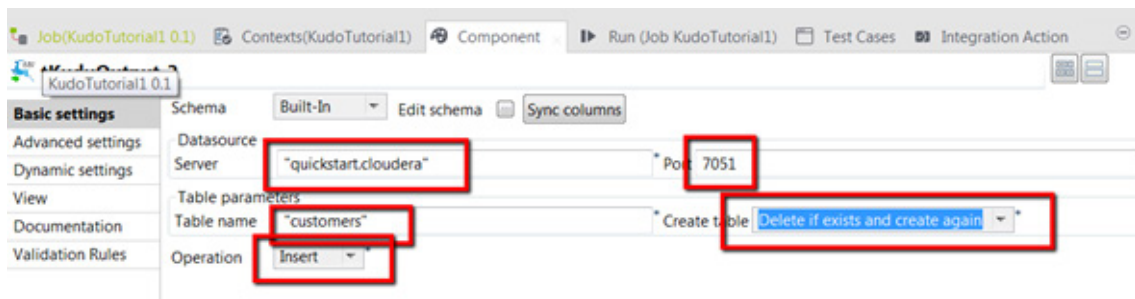 Job(KudoTutorial1 0.1) Contexts(KudoTutorial1) Component Run (Job KudoTutorial1) Test Cases Integration Action
KudoTutorial1 0.1
Basic settings Schema Built-In Edit schema Sync columns
Advanced settings Datasource
Dynamic settings Server "quickstart.cloudera" * Port 7051
View Table parameters
Documentation Table name "customers" * Create table Delete if exists and create again *
Validation Rules Operation Insert *